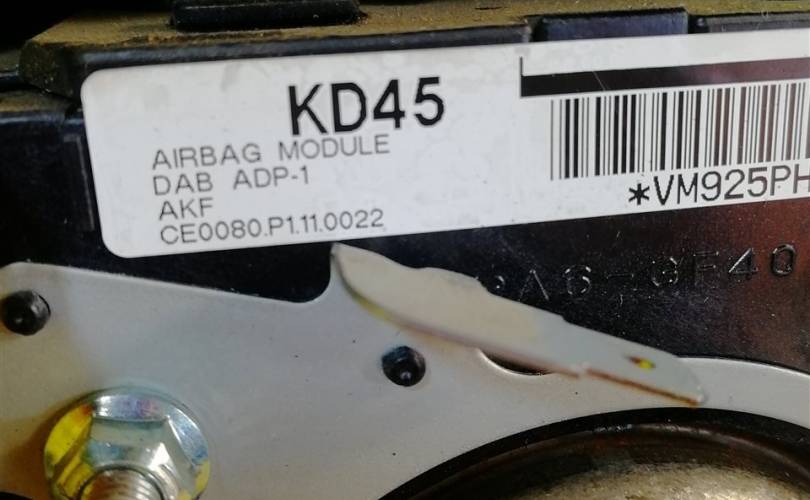 KD45
AIRBAG MODULE
DAB ADP-1
AKF
CE0080.P1.11.0022
*VM925PH